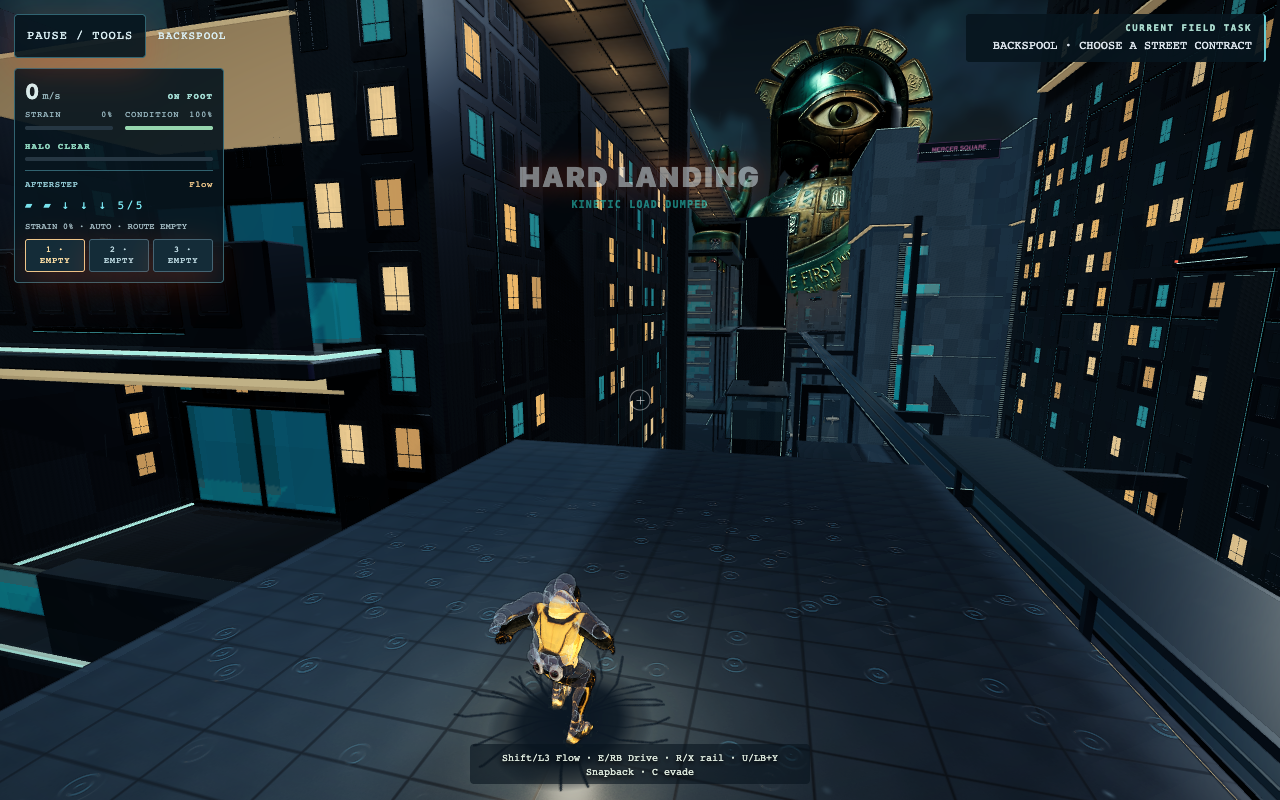 PAUSE / TOOLS
BACKSPOOL
CURRENT FIELD TASK
BACKSPOOL · CHOOSE A STREET CONTRACT
0 m/s
ON FOOT
STRAIN 0%
CONDITION 100%
HALO CLEAR
AFTERSTEP
Flow
5/5
STRAIN 0% · AUTO · ROUTE EMPTY
1 · EMPTY
2 · EMPTY
3 · EMPTY
HARD LANDING
KINETIC LOAD DUMPED
MERCER SQUARE
E FIRST
Shift/L3 Flow · E/RB Drive · R/X rail · U/LB+Y
Snapback · C evade